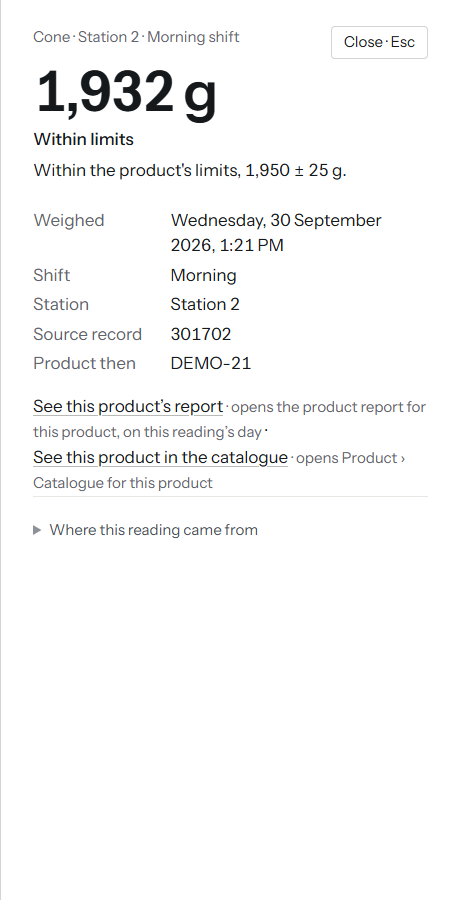 Cone · Station 2 · Morning shift
Close · Esc
1,932 g
Within limits
Within the product's limits, 1,950 ± 25 g.
Weighed
Wednesday, 30 September
2026, 1:21 PM
Shift
Morning
Station
Station 2
Source record
301702
Product then
DEMO-21
See this product’s report · opens the product report for
this product, on this reading’s day ·
See this product in the catalogue · opens Product ›
Catalogue for this product
▶ Where this reading came from